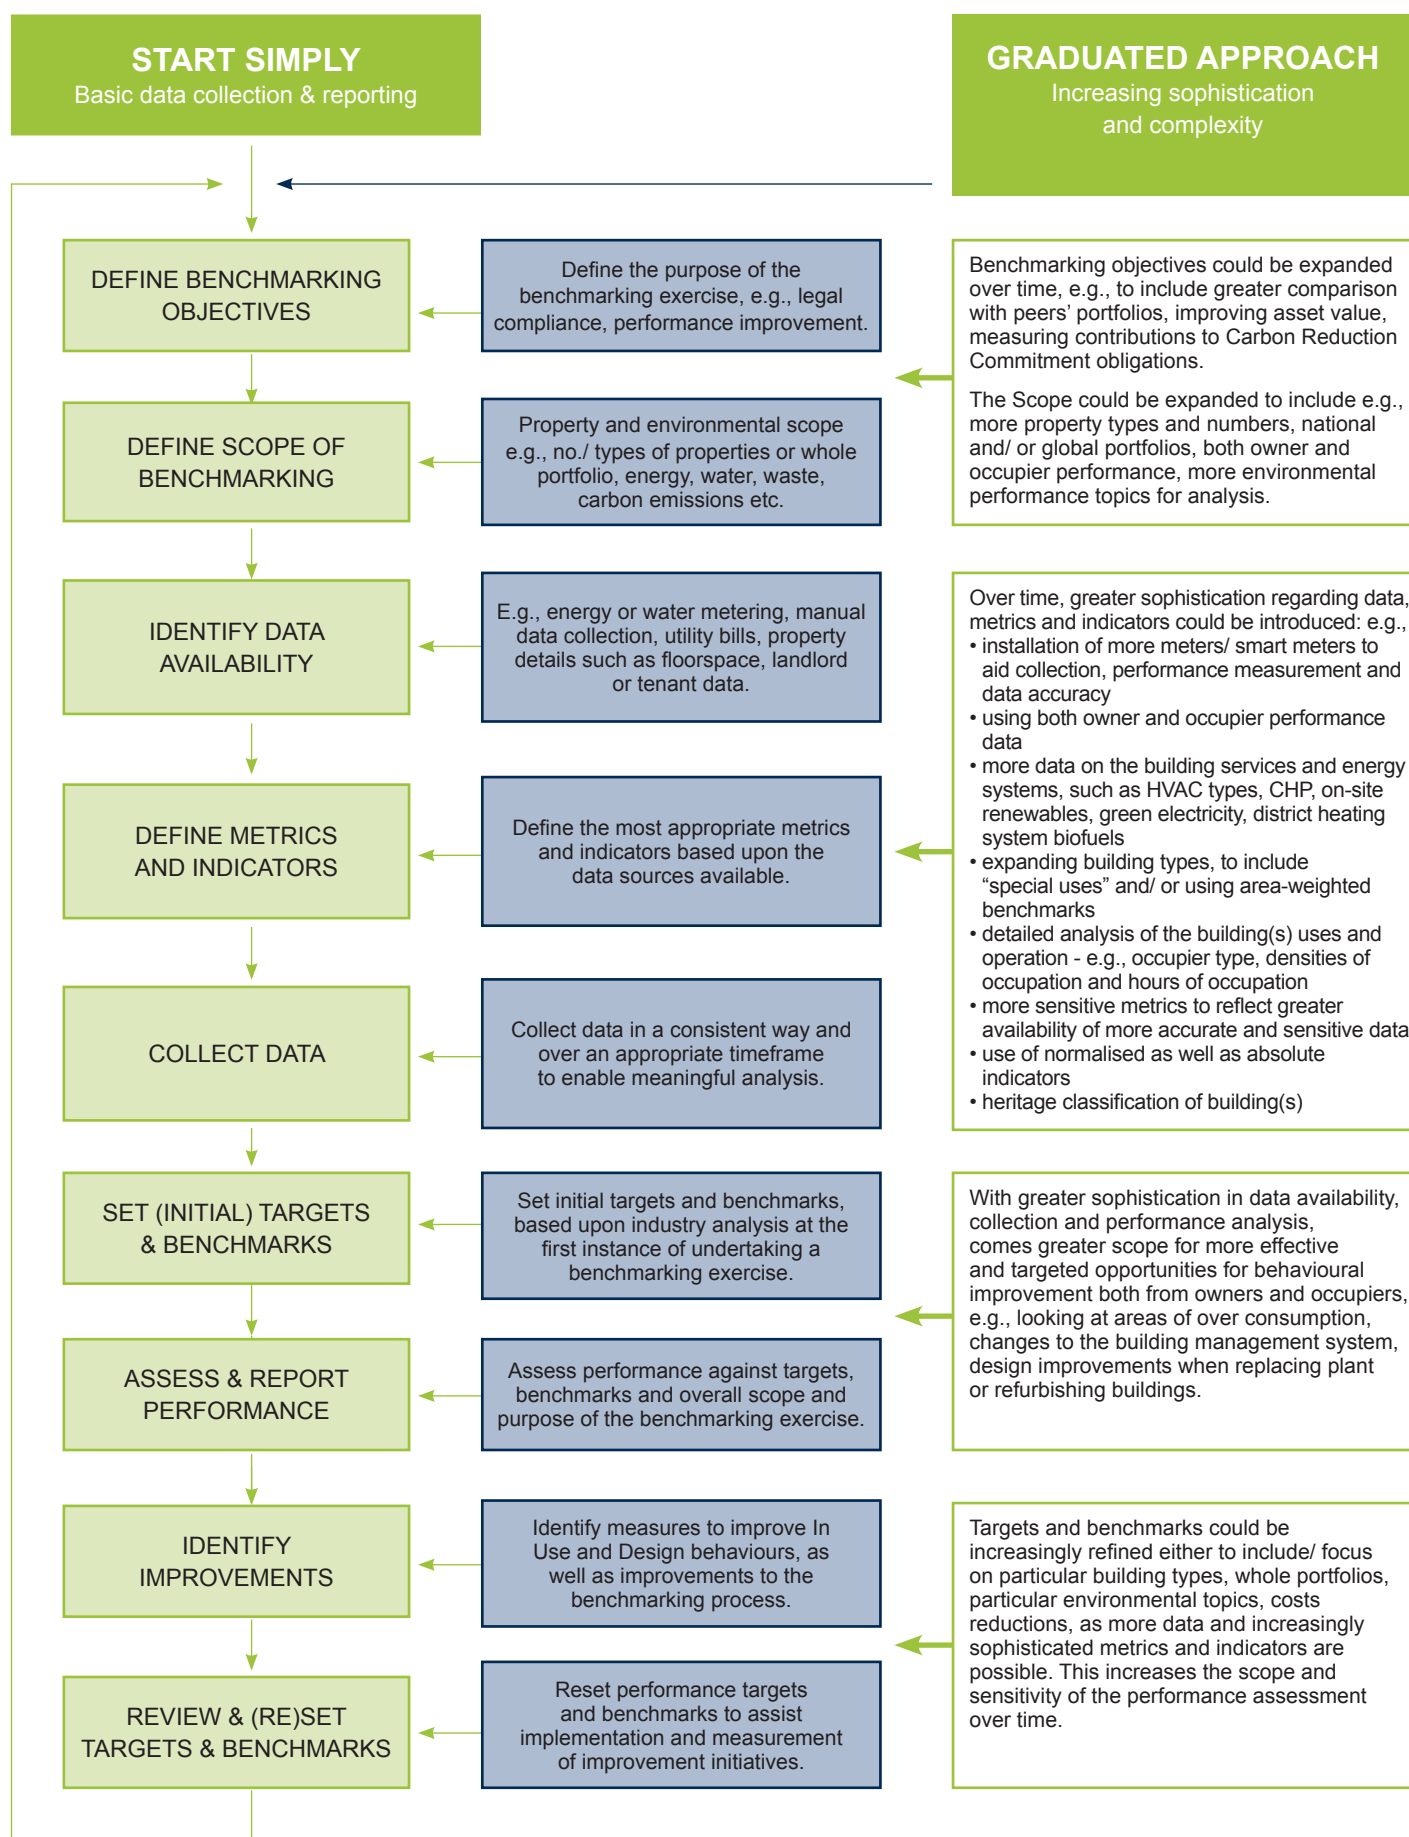 START SIMPLY
Basic data collection & reporting
GRADUATED APPROACH
Increasing sophistication
and complexity
DEFINE BENCHMARKING
OBJECTIVES
Define the purpose of the
benchmarking exercise, e.g., legal
compliance, performance improvement.
Benchmarking objectives could be expanded
over time, e.g., to include greater comparison
with peers’ portfolios, improving asset value,
measuring contributions to Carbon Reduction
Commitment obligations.
The Scope could be expanded to include e.g.,
more property types and numbers, national
and/ or global portfolios, both owner and
occupier performance, more environmental
performance topics for analysis.
DEFINE SCOPE OF
BENCHMARKING
Property and environmental scope
e.g., no./ types of properties or whole
portfolio, energy, water, waste,
carbon emissions etc.
IDENTIFY DATA
AVAILABILITY
E.g., energy or water metering, manual
data collection, utility bills, property
details such as floorspace, landlord
or tenant data.
Over time, greater sophistication regarding data,
metrics and indicators could be introduced: e.g.,
• installation of more meters/ smart meters to
aid collection, performance measurement and
data accuracy
• using both owner and occupier performance
data
• more data on the building services and energy
systems, such as HVAC types, CHP, on-site
renewables, green electricity, district heating
system biofuels
• expanding building types, to include
“special uses” and/ or using area-weighted
benchmarks
• detailed analysis of the building(s) uses and
operation - e.g., occupier type, densities of
occupation and hours of occupation
• more sensitive metrics to reflect greater
availability of more accurate and sensitive data
• use of normalised as well as absolute
indicators
• heritage classification of building(s)
DEFINE METRICS
AND INDICATORS
Define the most appropriate metrics
and indicators based upon the
data sources available.
COLLECT DATA
Collect data in a consistent way and
over an appropriate timeframe
to enable meaningful analysis.
SET (INITIAL) TARGETS
& BENCHMARKS
Set initial targets and benchmarks,
based upon industry analysis at the
first instance of undertaking a
benchmarking exercise.
With greater sophistication in data availability,
collection and performance analysis,
comes greater scope for more effective
and targeted opportunities for behavioural
improvement both from owners and occupiers,
e.g., looking at areas of over consumption,
changes to the building management system,
design improvements when replacing plant
or refurbishing buildings.
ASSESS & REPORT
PERFORMANCE
Assess performance against targets,
benchmarks and overall scope and
purpose of the benchmarking exercise.
IDENTIFY
IMPROVEMENTS
Identify measures to improve In
Use and Design behaviours, as
well as improvements to the
benchmarking process.
Targets and benchmarks could be
increasingly refined either to include/ focus
on particular building types, whole portfolios,
particular environmental topics, costs
reductions, as more data and increasingly
sophisticated metrics and indicators are
possible. This increases the scope and
sensitivity of the performance assessment
over time.
REVIEW & (RE)SET
TARGETS & BENCHMARKS
Reset performance targets
and benchmarks to assist
implementation and measurement
of improvement initiatives.